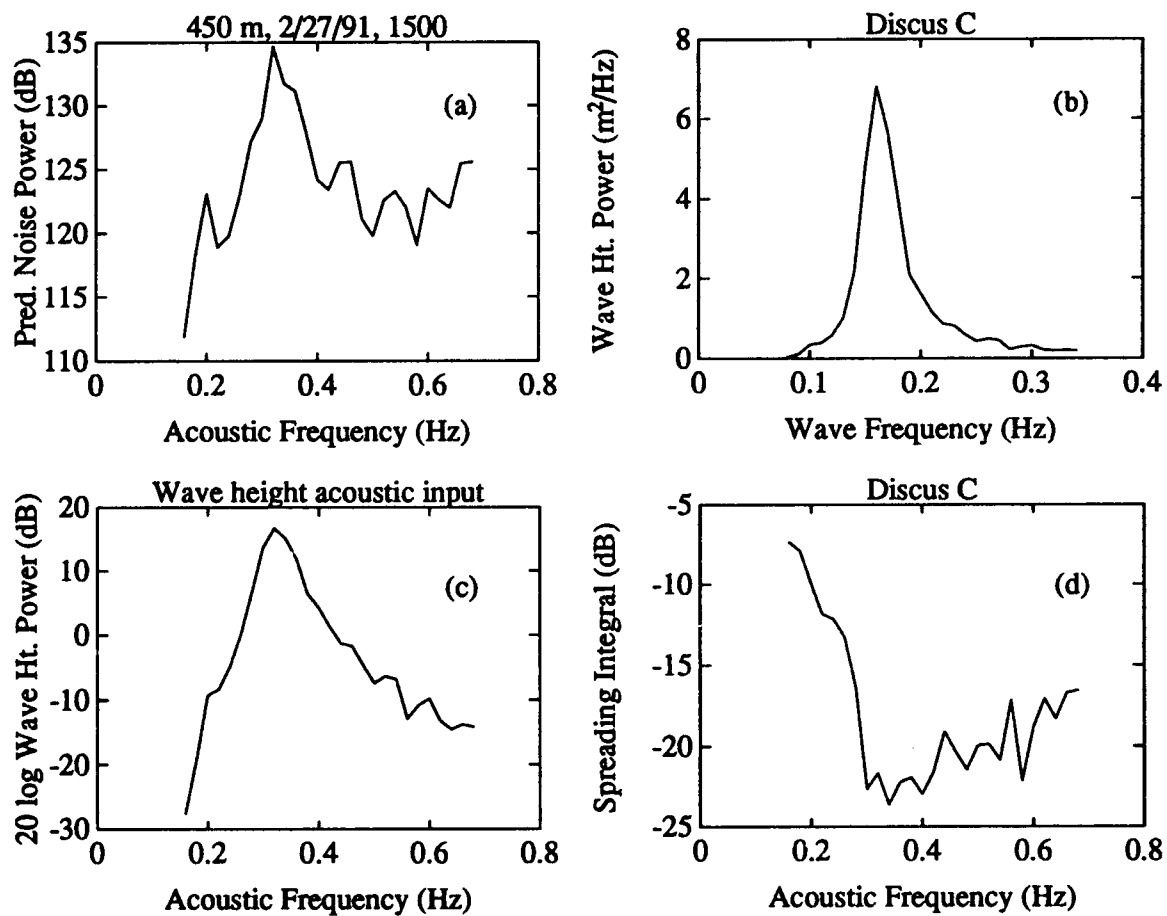 450 m, 2/27/91, 1500
135
130
125
120
115
110
0
0.2
0.4
0.6
0.8
Pred. Noise Power (dB)
Acoustic Frequency (Hz)
(a)
Discus C
8
6
4
2
0
0
0.1
0.2
0.3
0.4
Wave Ht. Power (m²/Hz)
Wave Frequency (Hz)
(b)
Wave height acoustic input
20
10
0
-10
-20
-30
0
0.2
0.4
0.6
0.8
20 log Wave Ht. Power (dB)
Acoustic Frequency (Hz)
(c)
Discus C
-5
-10
-15
-20
-25
0
0.2
0.4
0.6
0.8
Spreading Integral (dB)
Acoustic Frequency (Hz)
(d)